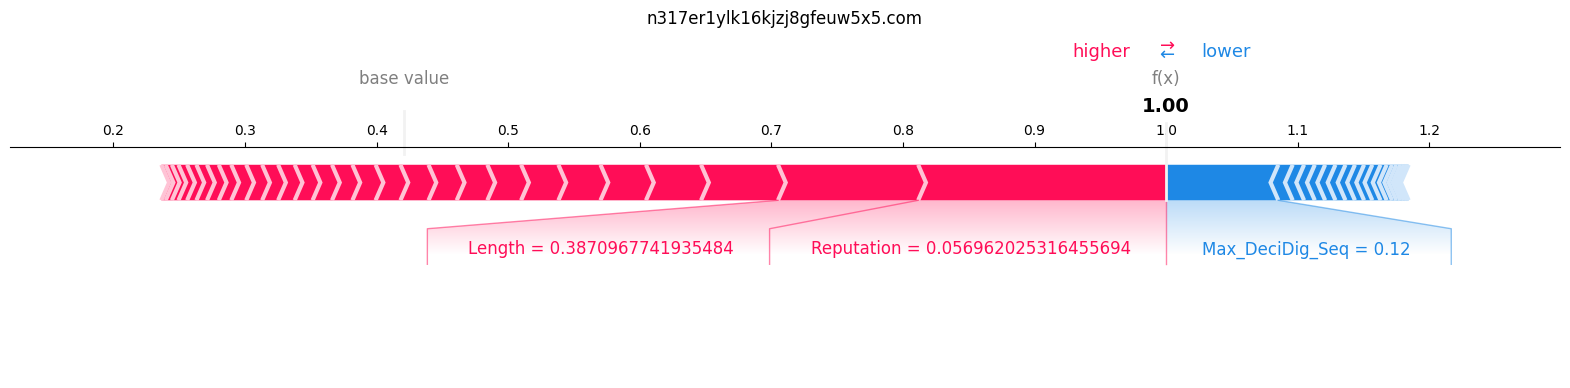 n317er1ylk16kjzj8gfeuw5x5.com
higher ⇄ lower
base value f(x)
1.00
0.2 0.3 0.4 0.5 0.6 0.7 0.8 0.9 1.0 1.1 1.2
Length = 0.3870967741935484 Reputation = 0.056962025316455694 Max_DeciDig_Seq = 0.12